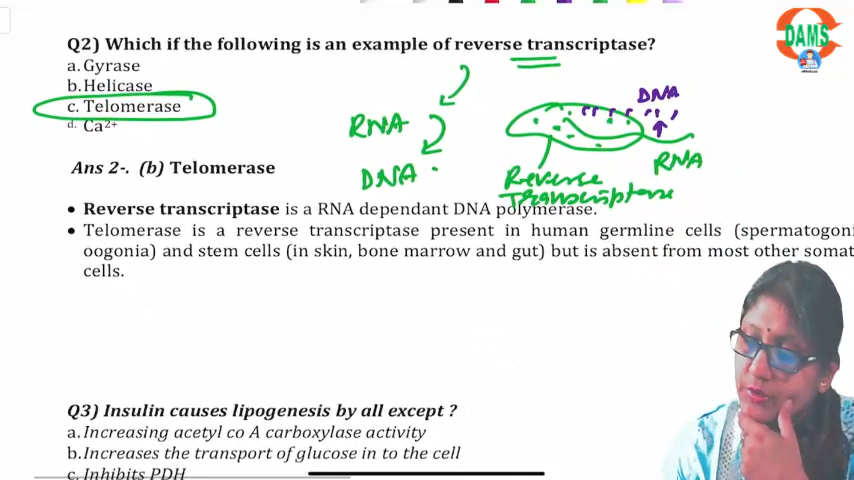 Q2) Which if the following is an example of reverse transcriptase?
a. Gyrase
b. Helicase
c. Telomerase
d. Ca2+
RNA
DNA
DNA
RNA
Reverse
Transcriptase
Ans 2-. (b) Telomerase
• Reverse transcriptase is a RNA dependant DNA polymerase.
• Telomerase is a reverse transcriptase present in human germline cells (spermatogoni
oogonia) and stem cells (in skin, bone marrow and gut) but is absent from most other somat
cells.
Q3) Insulin causes lipogenesis by all except ?
a. Increasing acetyl co A carboxylase activity
b. Increases the transport of glucose in to the cell
c. Inhibits PDH
DAMS